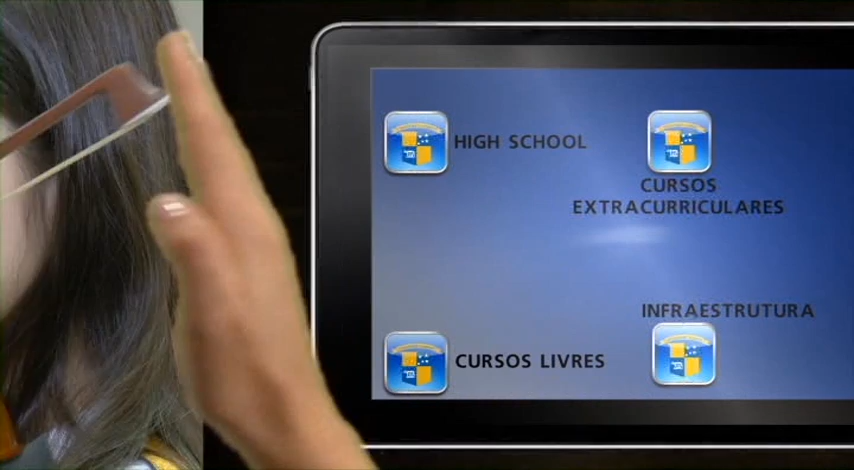 HIGH SCHOOL
CURSOS
EXTRACURRICULARES
INFRAESTRUTURA
CURSOS LIVRES